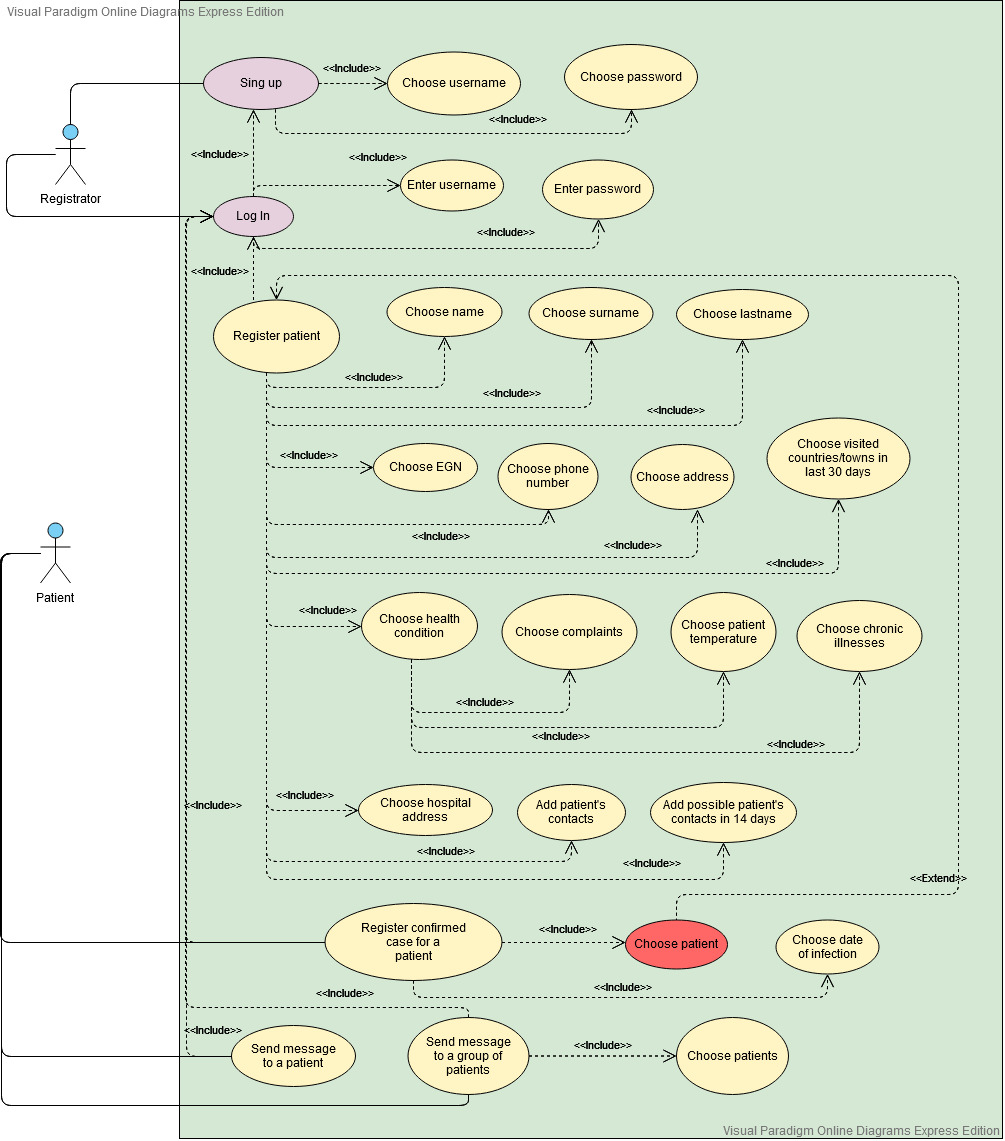 Visual Paradigm Online Diagrams Express Edition
Sing up
<<Include>>
Choose username
Choose password
<<Include>>
Registrator
<<Include>>
<<Include>>
Enter username
Enter password
Log In
<<Include>>
<<Include>>
Register patient
Choose name
Choose surname
Choose lastname
<<Include>>
<<Include>>
<<Include>>
<<Include>>
Choose EGN
Choose phone
number
Choose address
Choose visited
countries/towns in
last 30 days
<<Include>>
<<Include>>
<<Include>>
Patient
<<Include>>
Choose health
condition
Choose complaints
Choose patient
temperature
Choose chronic
illnesses
<<Include>>
<<Include>>
<<Include>>
<<Include>>
<<Include>>
Choose hospital
address
Add patient's
contacts
Add possible patient's
contacts in 14 days
<<Include>>
<<Include>>
<<Extend>>
Register confirmed
case for a
patient
<<Include>>
Choose patient
Choose date
of infection
<<Include>>
<<Include>>
<<Include>>
Send message
to a patient
Send message
to a group of
patients
<<Include>>
Choose patients
Visual Paradigm Online Diagrams Express Edition